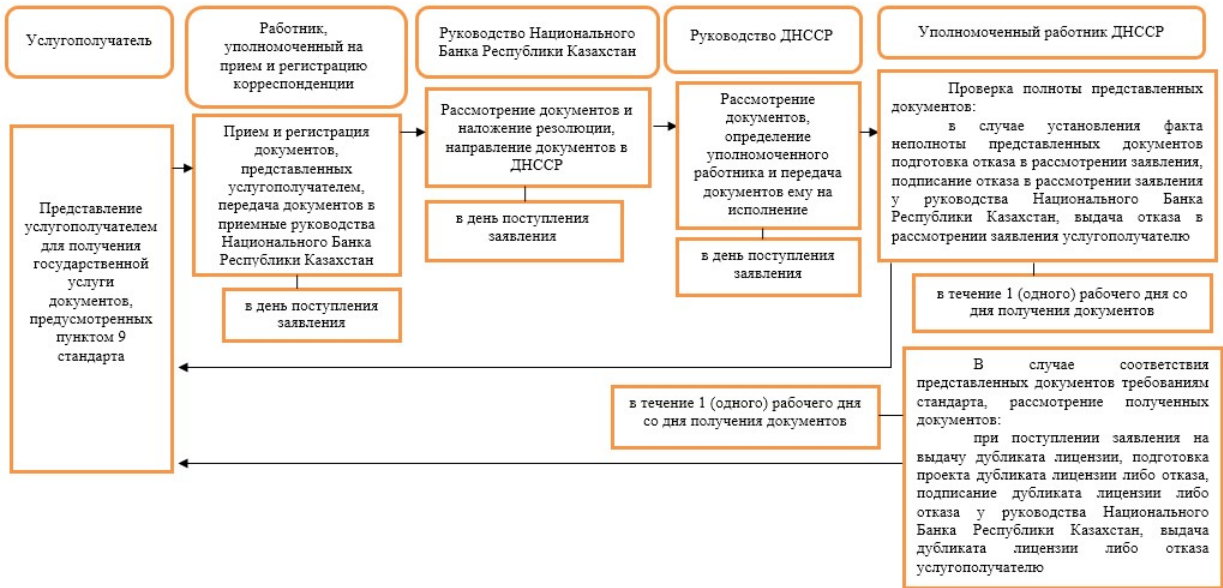 Услугополучатель
Работник,
уполномоченный на
прием и регистрацию
корреспонденции
Руководство Национального
Банка Республики Казахстан
Руководство ДНССР
Уполномоченный работник ДНССР
Представление
услугополучателем
для получения
государственной
услуги
документов,
предусмотренных
пунктом 9
стандарта
Прием и регистрация
документов,
представленных
услугополучателем,
передача документов в
приемные руководства
Национального Банка
Республики Казахстан
в день поступления
заявления
Рассмотрение документов и
наложение резолюции,
направление документов в
ДНССР
в день поступления
заявления
Рассмотрение
документов,
определение
уполномоченного
работника и передача
документов ему на
исполнение
в день поступления
заявления
Проверка полноты представленных
документов:
в случае установления факта
неполноты представленных документов
подготовка отказа в рассмотрении заявления,
подписание отказа в рассмотрении заявления
у руководства Национального Банка
Республики Казахстан, выдача отказа в
рассмотрении заявления услугополучателю
в течение 1 (одного) рабочего дня со
дня получения документов
в течение 1 (одного) рабочего дня
со дня получения документов
В случае соответствия
представленных документов требованиям
стандарта, рассмотрение полученных
документов:
при поступлении заявления на
выдачу дубликата лицензии, подготовка
проекта дубликата лицензии либо отказа,
подписание дубликата лицензии либо
отказа у руководства Национального
Банка Республики Казахстан, выдача
дубликата лицензии либо отказа
услугополучателю